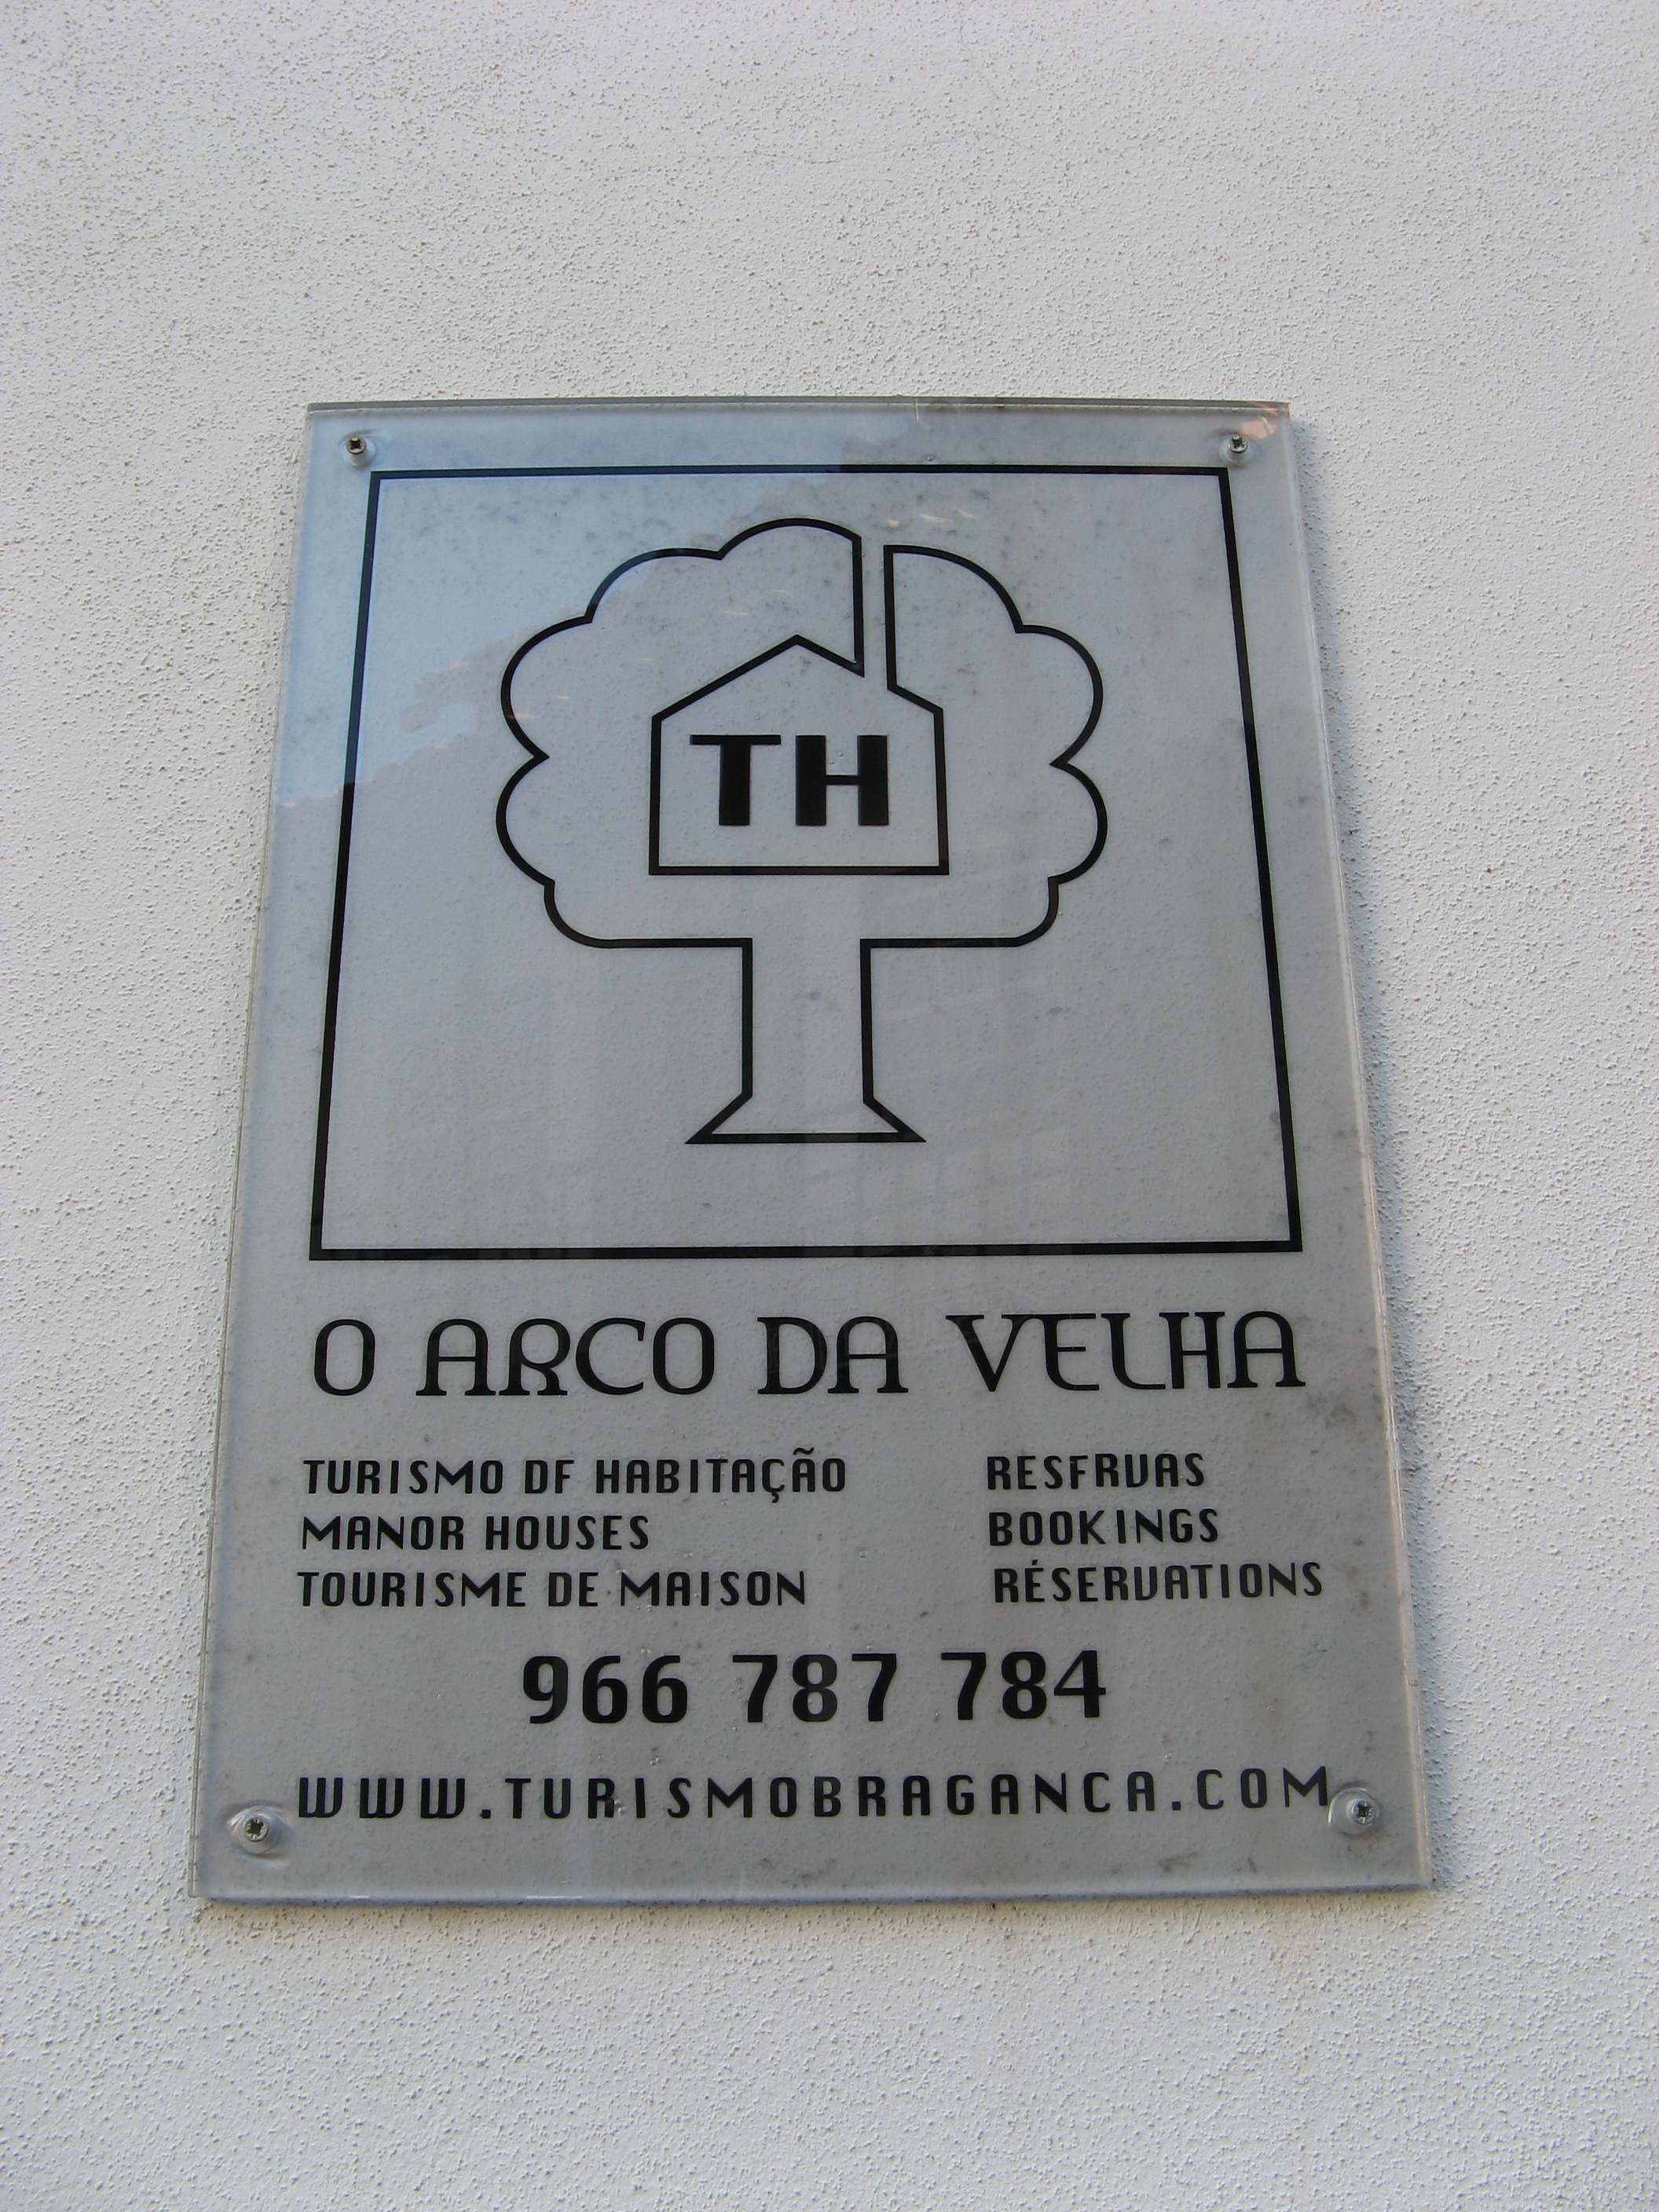 TH
O ARCO DA VELHA
TURISMO DF HABITAÇÃO
MANOR HOUSES
TOURISME DE MAISON
RESFRVAS
BOOKINGS
RÉSERVATIONS
966 787 784
WWW.TURISMOBRAGANCA.COM